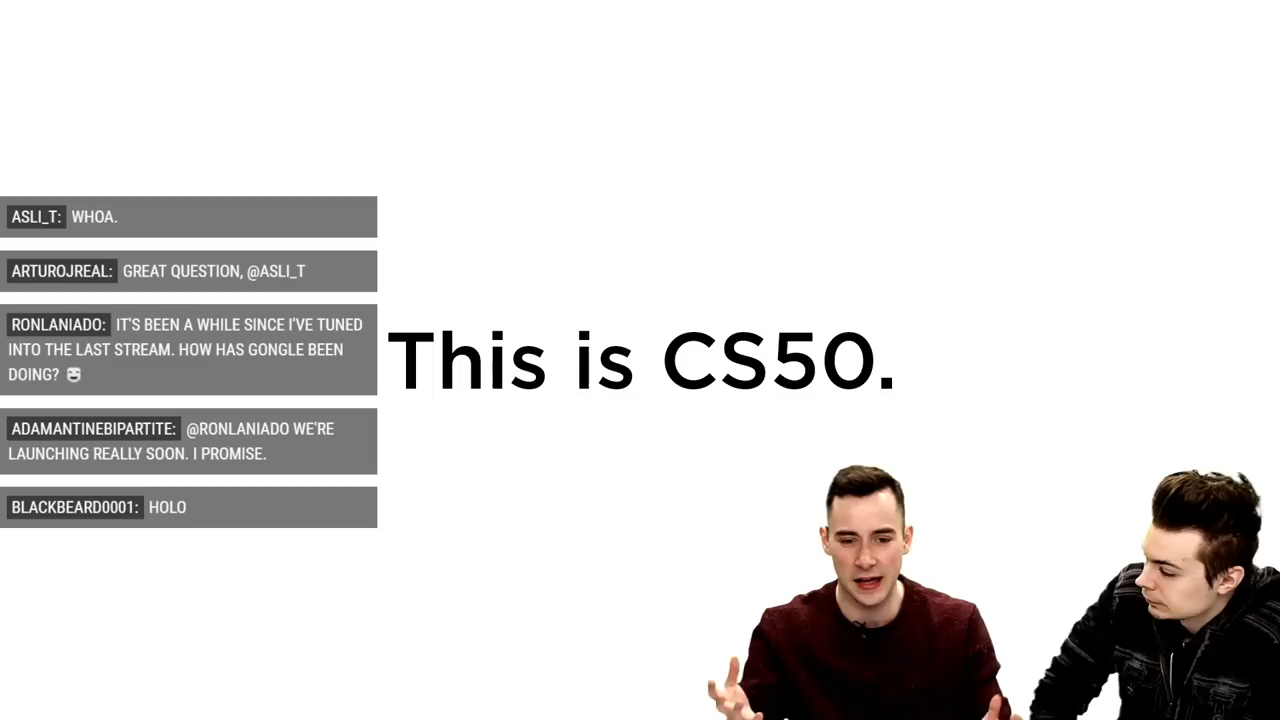 ASLI_T: WHOA.
ARTUROJREAL: GREAT QUESTION, @ASLI_T
RONLANIADO: IT'S BEEN A WHILE SINCE I'VE TUNED
INTO THE LAST STREAM. HOW HAS GONGLE BEEN
DOING? 😆
ADAMANTINEBIPARTITE: @RONLANIADO WE'RE
LAUNCHING REALLY SOON. I PROMISE.
BLACKBEARD0001: HOLO
This is CS50.